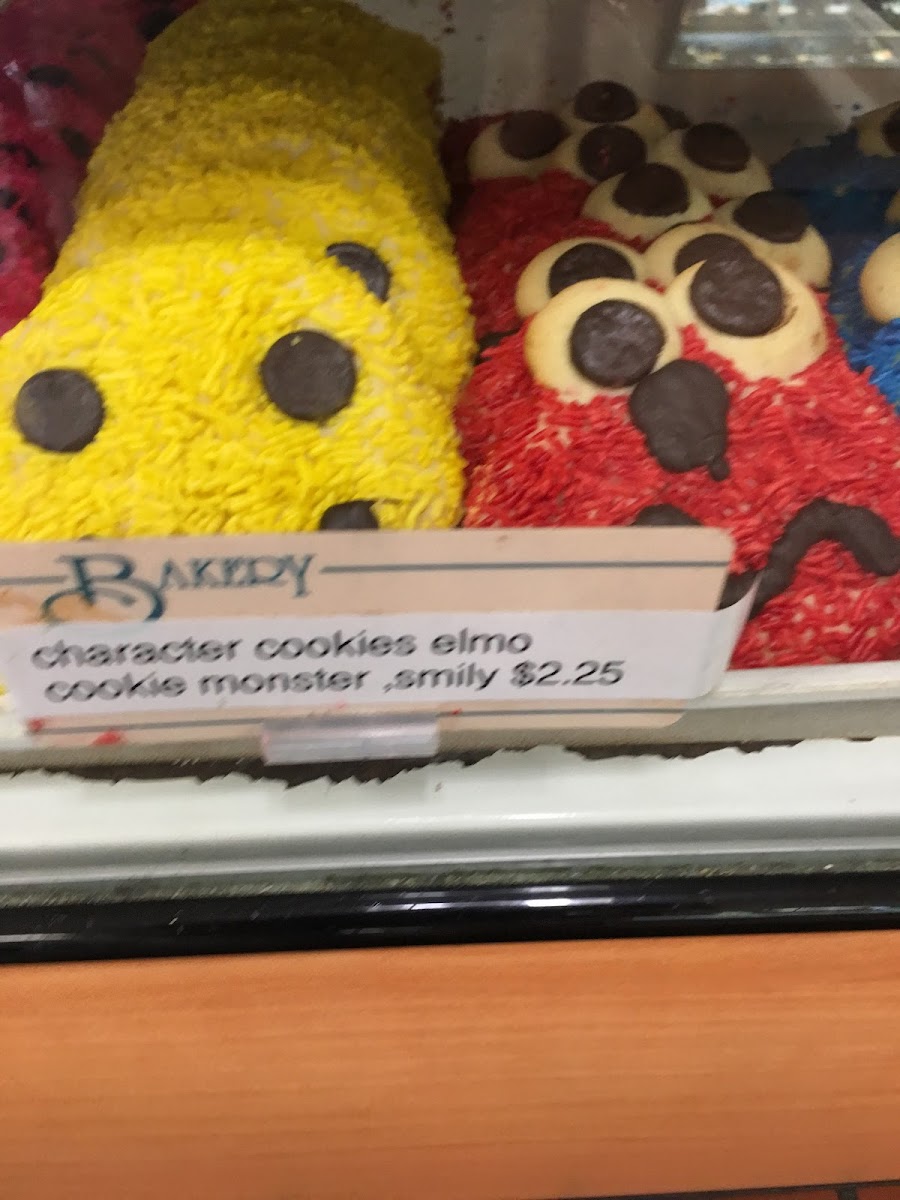 BAKERY
character cookies elmo
cookie monster ,smily $2.25